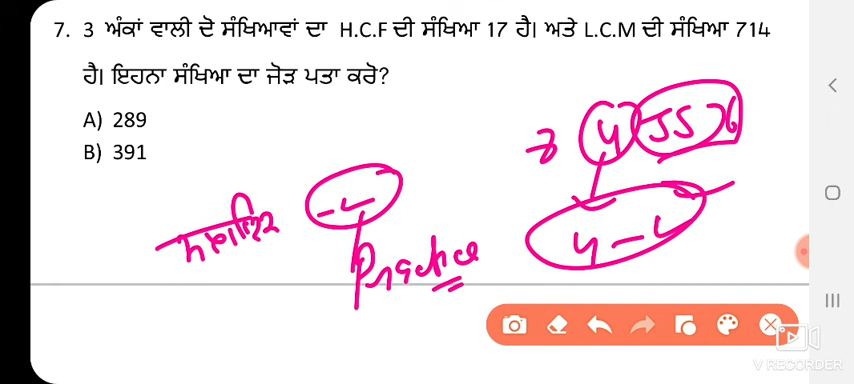 7. 3 ਅੰਕਾਂ ਵਾਲੀ ਦੋ ਸੰਖਿਆਵਾਂ ਦਾ H.C.F ਦੀ ਸੰਖਿਆ 17 ਹੈ। ਅਤੇ L.C.M ਦੀ ਸੰਖਿਆ 714
ਹੈ। ਇਹਨਾ ਸੰਖਿਆ ਦਾ ਜੋੜ ਪਤਾ ਕਰੋ?
A) 289
B) 391
Practice
V RECORDER